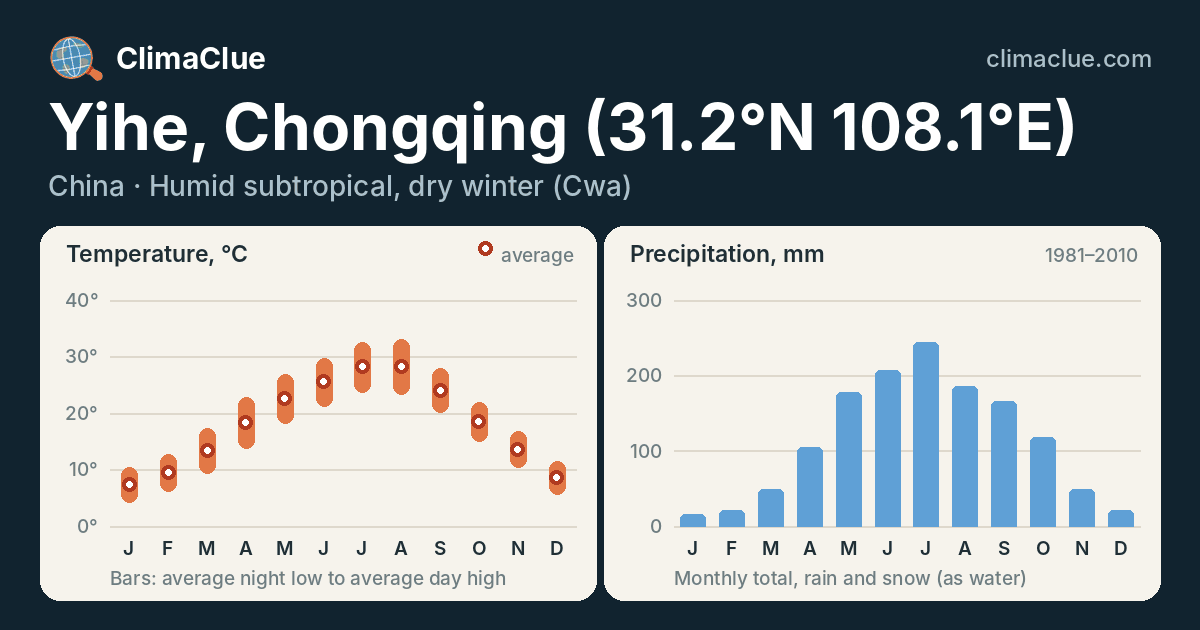 ClimaClue
climaclue.com
Yihe, Chongqing (31.2°N 108.1°E)
China · Humid subtropical, dry winter (Cwa)
Temperature, °C
average
40°
30°
20°
10°
0°
J F M A M J J A S O N D
Bars: average night low to average day high
Precipitation, mm
1981–2010
300
200
100
0
J F M A M J J A S O N D
Monthly total, rain and snow (as water)